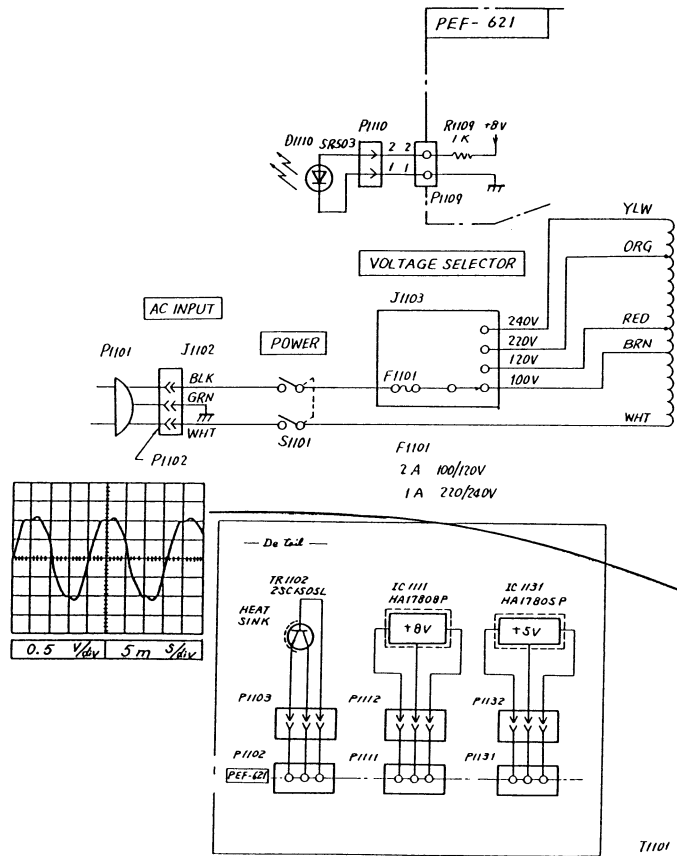 PEF-621
P1110
R1109 +8V
1K
D1110 SR503
2 2
1 1
P1109
YLW
VOLTAGE SELECTOR
ORG
J1103
AC INPUT
240V
RED
220V
P1101 J1102
POWER
120V
BRN
F1101
100V
BLK
GRN
WHT
WHT
S1101
P1102
F1101
2A 100/120V
1A 220/240V
— Deteil —
TR1102
2SC1505L
IC1111
HA17808P
IC1131
HA17805P
HEAT
SINK
+8V
+5V
0.5 V/div 5m S/div
P1103 P1112 P1132
P1102 P1111 P1131
PEF-621
T1101